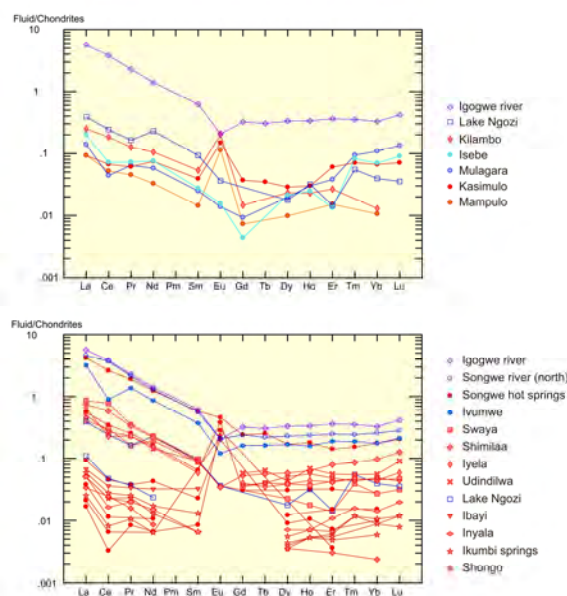 Fluid/Chondrites
10
1
.1
.01
.001
La Ce Pr Nd Pm Sm Eu Gd Tb Dy Ho Er Tm Yb Lu
Igogwe river
Lake Ngozi
Kilambo
Isebe
Mulagara
Kasimulo
Mampulo
Fluid/Chondrites
10
1
.1
.01
.001
La Ce Pr Nd Pm Sm Eu Gd Tb Dy Ho Er Tm Yb Lu
Igogwe river
Songwe river (north)
Songwe hot springs
Ivumwe
Swaya
Shimilaa
Iyela
Udindilwa
Lake Ngozi
Ibayi
Inyala
Ikumbi springs
Shongo